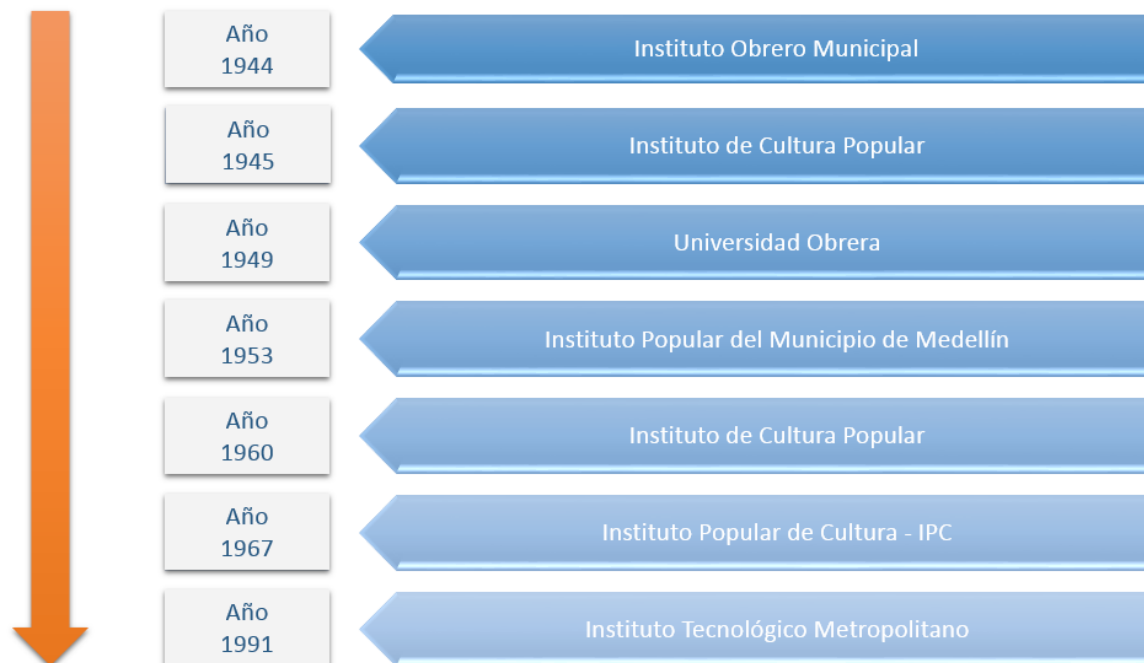 Año
1944
Instituto Obrero Municipal
Año
1945
Instituto de Cultura Popular
Año
1949
Universidad Obrera
Año
1953
Instituto Popular del Municipio de Medellín
Año
1960
Instituto de Cultura Popular
Año
1967
Instituto Popular de Cultura - IPC
Año
1991
Instituto Tecnológico Metropolitano